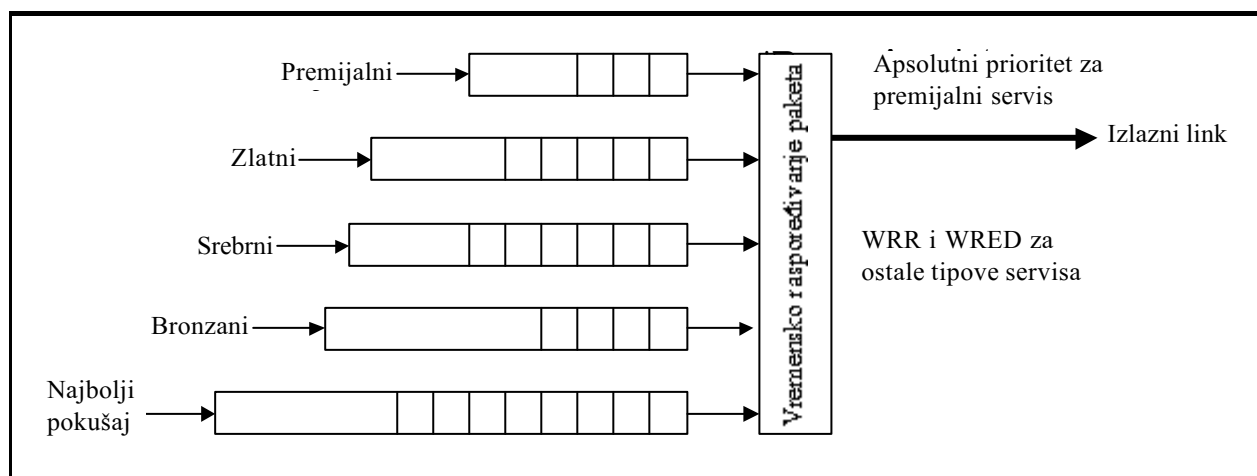 Premijalni
Apsolutni prioritet za
premijalni servis
Izlazni link
Zlatni
Srebrni
Bronzani
Najbolji
pokušaj
Vremensko raspoređivanje paketa
WRR i WRED za
ostale tipove servisa